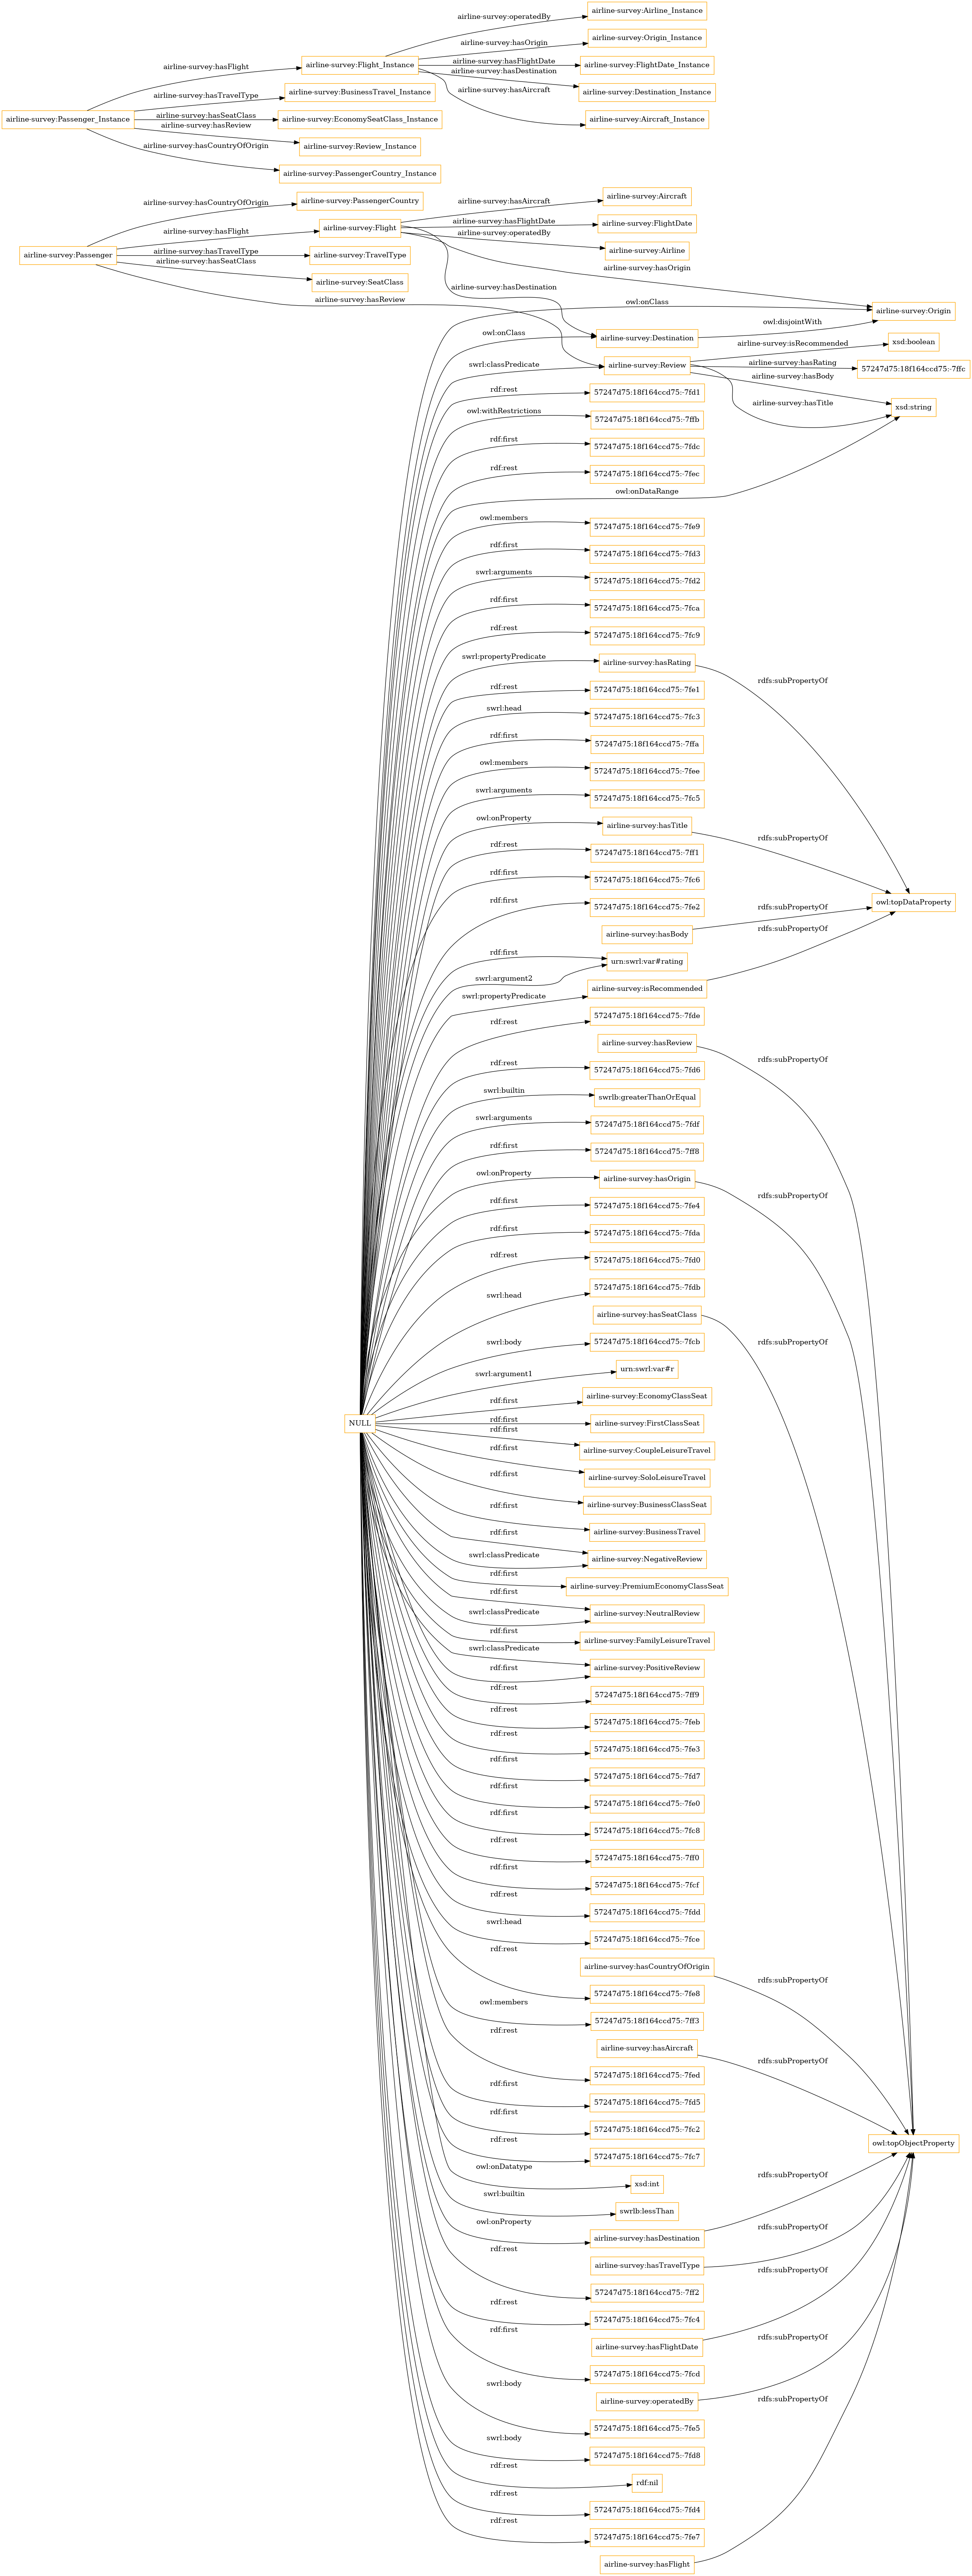 airline-survey:Airline_Instance
airline-survey:operatedBy
airline-survey:Origin_Instance
airline-survey:hasOrigin
airline-survey:Flight_Instance
airline-survey:hasFlightDate
airline-survey:FlightDate_Instance
airline-survey:hasFlight
airline-survey:hasDestination
airline-survey:hasAircraft
airline-survey:Destination_Instance
airline-survey:BusinessTravel_Instance
airline-survey:hasTravelType
airline-survey:Passenger_Instance
airline-survey:hasSeatClass
airline-survey:EconomySeatClass_Instance
airline-survey:Aircraft_Instance
airline-survey:hasReview
airline-survey:Review_Instance
airline-survey:hasCountryOfOrigin
airline-survey:PassengerCountry_Instance
airline-survey:Aircraft
airline-survey:hasCountryOfOrigin
airline-survey:PassengerCountry
airline-survey:hasAircraft
airline-survey:hasFlightDate
airline-survey:FlightDate
airline-survey:hasFlight
airline-survey:Flight
airline-survey:operatedBy
airline-survey:Airline
airline-survey:Passenger
airline-survey:hasTravelType
airline-survey:TravelType
airline-survey:hasSeatClass
airline-survey:hasOrigin
airline-survey:SeatClass
airline-survey:hasDestination
airline-survey:hasReview
owl:onClass
airline-survey:Origin
owl:disjointWith
owl:onClass
airline-survey:Destination
airline-survey:isRecommended
xsd:boolean
swrl:classPredicate
airline-survey:Review
airline-survey:hasRating
57247d75:18f164ccd75:-7ffc
airline-survey:hasBody
rdf:rest
57247d75:18f164ccd75:-7fd1
airline-survey:hasTitle
xsd:string
owl:withRestrictions
57247d75:18f164ccd75:-7ffb
rdf:first
57247d75:18f164ccd75:-7fdc
rdf:rest
57247d75:18f164ccd75:-7fec
owl:onDataRange
owl:members
57247d75:18f164ccd75:-7fe9
rdf:first
57247d75:18f164ccd75:-7fd3
swrl:arguments
57247d75:18f164ccd75:-7fd2
rdf:first
57247d75:18f164ccd75:-7fca
rdf:rest
57247d75:18f164ccd75:-7fc9
swrl:propertyPredicate
airline-survey:hasRating
rdfs:subPropertyOf
rdf:rest
57247d75:18f164ccd75:-7fe1
swrl:head
57247d75:18f164ccd75:-7fc3
rdf:first
57247d75:18f164ccd75:-7ffa
owl:members
57247d75:18f164ccd75:-7fee
swrl:arguments
57247d75:18f164ccd75:-7fc5
owl:onProperty
airline-survey:hasTitle
rdfs:subPropertyOf
rdf:rest
57247d75:18f164ccd75:-7ff1
rdf:first
57247d75:18f164ccd75:-7fc6
rdf:first
57247d75:18f164ccd75:-7fe2
owl:topDataProperty
rdfs:subPropertyOf
airline-survey:hasBody
rdfs:subPropertyOf
rdf:first
urn:swrl:var#rating
swrl:argument2
airline-survey:isRecommended
swrl:propertyPredicate
rdf:rest
57247d75:18f164ccd75:-7fde
airline-survey:hasReview
rdfs:subPropertyOf
rdf:rest
57247d75:18f164ccd75:-7fd6
swrl:builtin
swrlb:greaterThanOrEqual
swrl:arguments
57247d75:18f164ccd75:-7fdf
rdf:first
57247d75:18f164ccd75:-7ff8
owl:onProperty
airline-survey:hasOrigin
rdfs:subPropertyOf
rdf:first
57247d75:18f164ccd75:-7fe4
rdf:first
57247d75:18f164ccd75:-7fda
rdf:rest
57247d75:18f164ccd75:-7fd0
swrl:head
57247d75:18f164ccd75:-7fdb
airline-survey:hasSeatClass
rdfs:subPropertyOf
swrl:body
57247d75:18f164ccd75:-7fcb
swrl:argument1
urn:swrl:var#r
rdf:first
airline-survey:EconomyClassSeat
NULL
rdf:first
airline-survey:FirstClassSeat
rdf:first
airline-survey:CoupleLeisureTravel
rdf:first
airline-survey:SoloLeisureTravel
rdf:first
airline-survey:BusinessClassSeat
rdf:first
airline-survey:BusinessTravel
rdf:first
swrl:classPredicate
airline-survey:NegativeReview
rdf:first
airline-survey:PremiumEconomyClassSeat
rdf:first
swrl:classPredicate
airline-survey:NeutralReview
rdf:first
airline-survey:FamilyLeisureTravel
swrl:classPredicate
rdf:first
airline-survey:PositiveReview
rdf:rest
57247d75:18f164ccd75:-7ff9
rdf:rest
57247d75:18f164ccd75:-7feb
rdf:rest
57247d75:18f164ccd75:-7fe3
rdf:first
57247d75:18f164ccd75:-7fd7
rdf:first
57247d75:18f164ccd75:-7fe0
rdf:first
57247d75:18f164ccd75:-7fc8
rdf:rest
57247d75:18f164ccd75:-7ff0
rdf:first
57247d75:18f164ccd75:-7fcf
rdf:rest
57247d75:18f164ccd75:-7fdd
swrl:head
57247d75:18f164ccd75:-7fce
rdf:rest
airline-survey:hasCountryOfOrigin
rdfs:subPropertyOf
57247d75:18f164ccd75:-7fe8
owl:members
57247d75:18f164ccd75:-7ff3
rdf:rest
airline-survey:hasAircraft
rdfs:subPropertyOf
57247d75:18f164ccd75:-7fed
rdf:first
57247d75:18f164ccd75:-7fd5
rdf:first
57247d75:18f164ccd75:-7fc2
owl:topObjectProperty
rdf:rest
57247d75:18f164ccd75:-7fc7
owl:onDatatype
xsd:int
rdfs:subPropertyOf
swrl:builtin
swrlb:lessThan
owl:onProperty
airline-survey:hasDestination
rdfs:subPropertyOf
rdf:rest
airline-survey:hasTravelType
rdfs:subPropertyOf
57247d75:18f164ccd75:-7ff2
rdf:rest
57247d75:18f164ccd75:-7fc4
rdf:first
airline-survey:hasFlightDate
rdfs:subPropertyOf
57247d75:18f164ccd75:-7fcd
swrl:body
airline-survey:operatedBy
rdfs:subPropertyOf
57247d75:18f164ccd75:-7fe5
swrl:body
57247d75:18f164ccd75:-7fd8
rdf:rest
rdf:nil
rdf:rest
57247d75:18f164ccd75:-7fd4
rdf:rest
57247d75:18f164ccd75:-7fe7
airline-survey:hasFlight